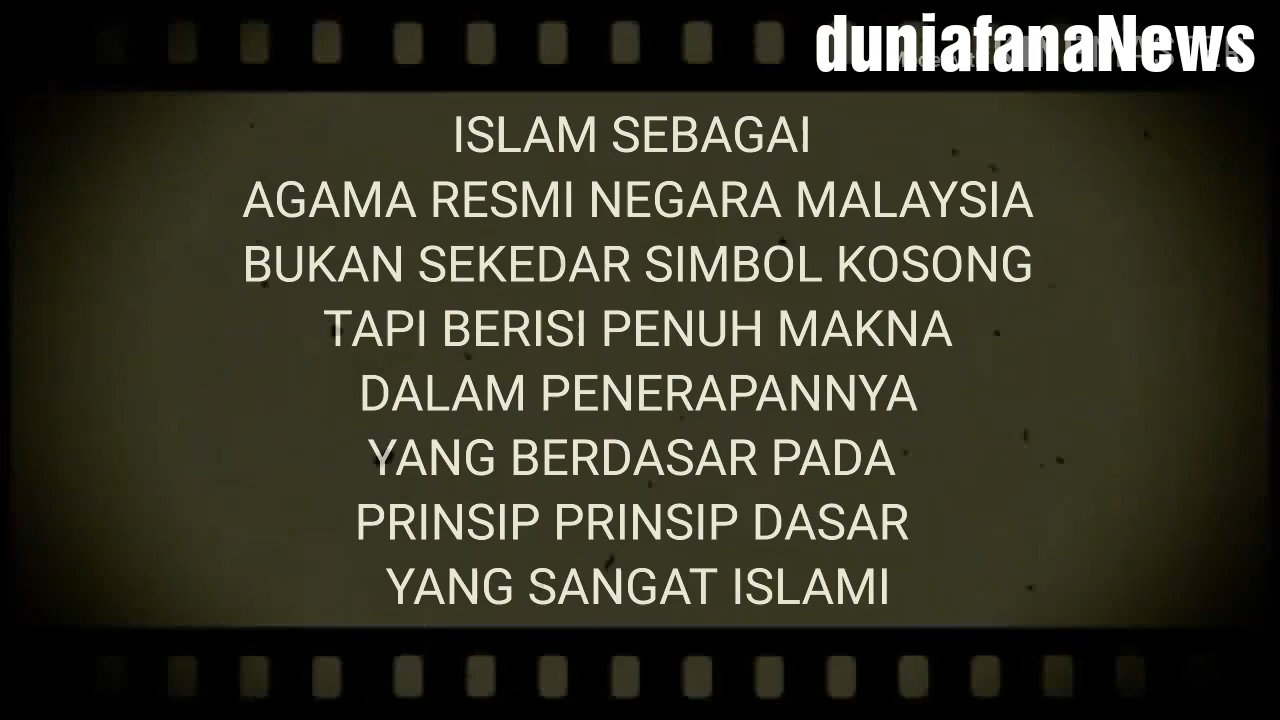 duniafanaNews
ISLAM SEBAGAI
AGAMA RESMI NEGARA MALAYSIA
BUKAN SEKEDAR SIMBOL KOSONG
TAPI BERISI PENUH MAKNA
DALAM PENERAPANNYA
YANG BERDASAR PADA
PRINSIP PRINSIP DASAR
YANG SANGAT ISLAMI